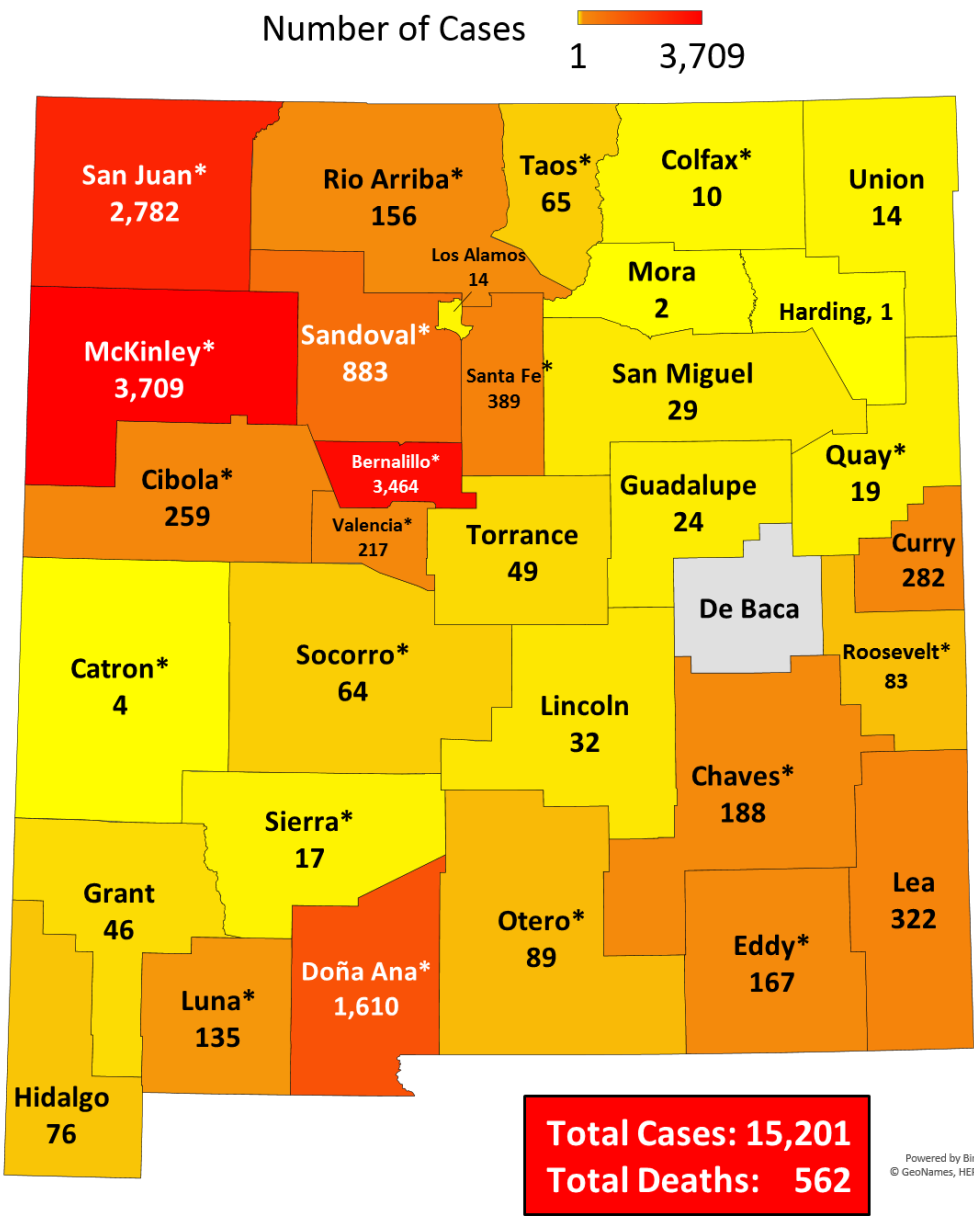 Number of Cases
1 3,709
San Juan*
2,782
Rio Arriba*
156
Taos*
65
Colfax*
10
Union
14
Los Alamos
14
Mora
2
Harding, 1
McKinley*
3,709
Sandoval*
883
Santa Fe*
389
San Miguel
29
Bernalillo*
3,464
Cibola*
259
Valencia*
217
Torrance
49
Guadalupe
24
Quay*
19
Curry
282
De Baca
Roosevelt*
83
Catron*
4
Socorro*
64
Lincoln
32
Chaves*
188
Sierra*
17
Grant
46
Otero*
89
Eddy*
167
Lea
322
Luna*
135
Doña Ana*
1,610
Hidalgo
76
Total Cases: 15,201
Total Deaths: 562
Powered by Bin
© GeoNames, HER